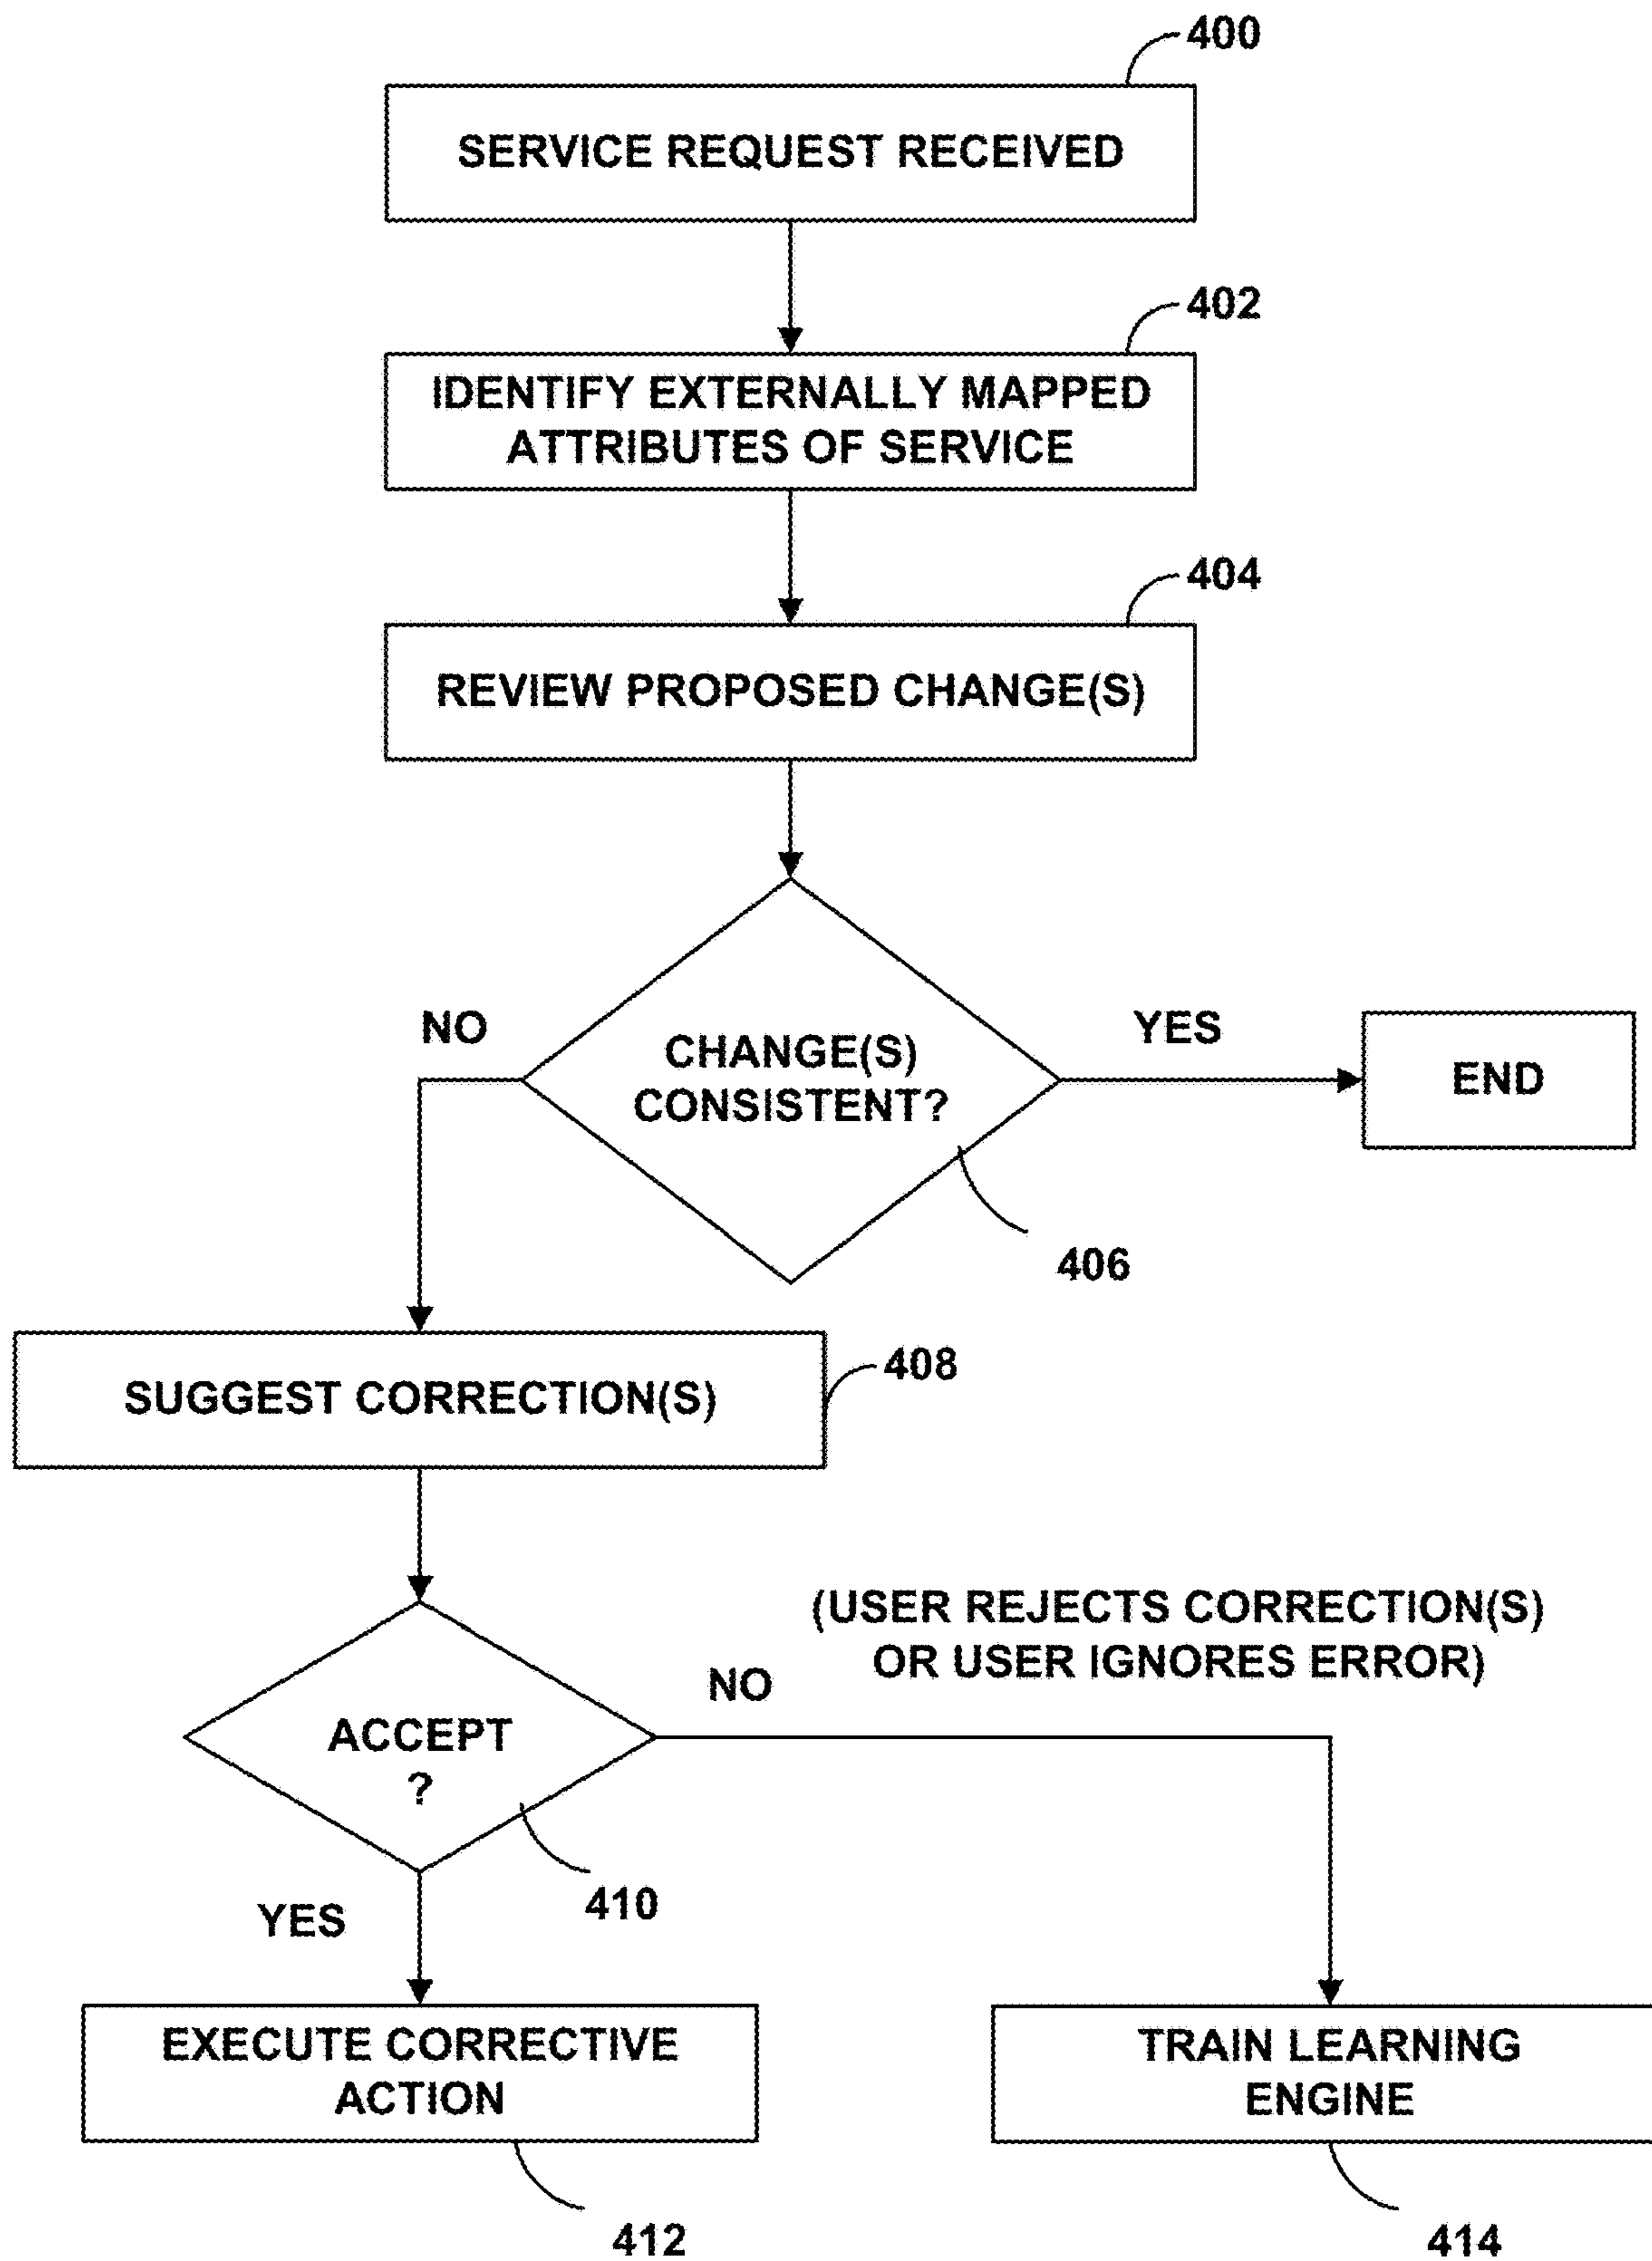 400
SERVICE REQUEST RECEIVED
402
IDENTIFY EXTERNALLY MAPPED
ATTRIBUTES OF SERVICE
404
REVIEW PROPOSED CHANGE(S)
NO
CHANGE(S)
CONSISTENT?
YES
END
406
SUGGEST CORRECTION(S)
408
(USER REJECTS CORRECTION(S)
OR USER IGNORES ERROR)
NO
ACCEPT
?
410
YES
EXECUTE CORRECTIVE
ACTION
TRAIN LEARNING
ENGINE
412
414